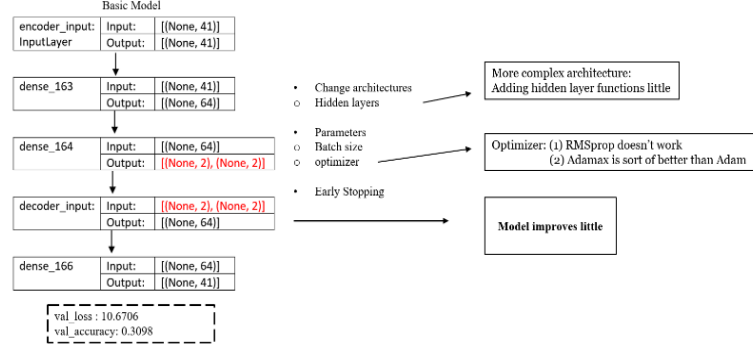 Basic Model
encoder_input: Input: [(None, 41)]
InputLayer Output: [(None, 41)]
dense_163 Input: [(None, 41)]
Output: [(None, 64)]
dense_164 Input: [(None, 64)]
Output: [(None, 2), (None, 2)]
decoder_input: Input: [(None, 2), (None, 2)]
Output: [(None, 64)]
dense_166 Input: [(None, 64)]
Output: [(None, 41)]
val_loss : 10.6706
val_accuracy: 0.3098
• Change architectures
o Hidden layers
• Parameters
o Batch size
o optimizer
• Early Stopping
More complex architecture:
Adding hidden layer functions little
Optimizer: (1) RMSprop doesn't work
(2) Adamax is sort of better than Adam
Model improves little